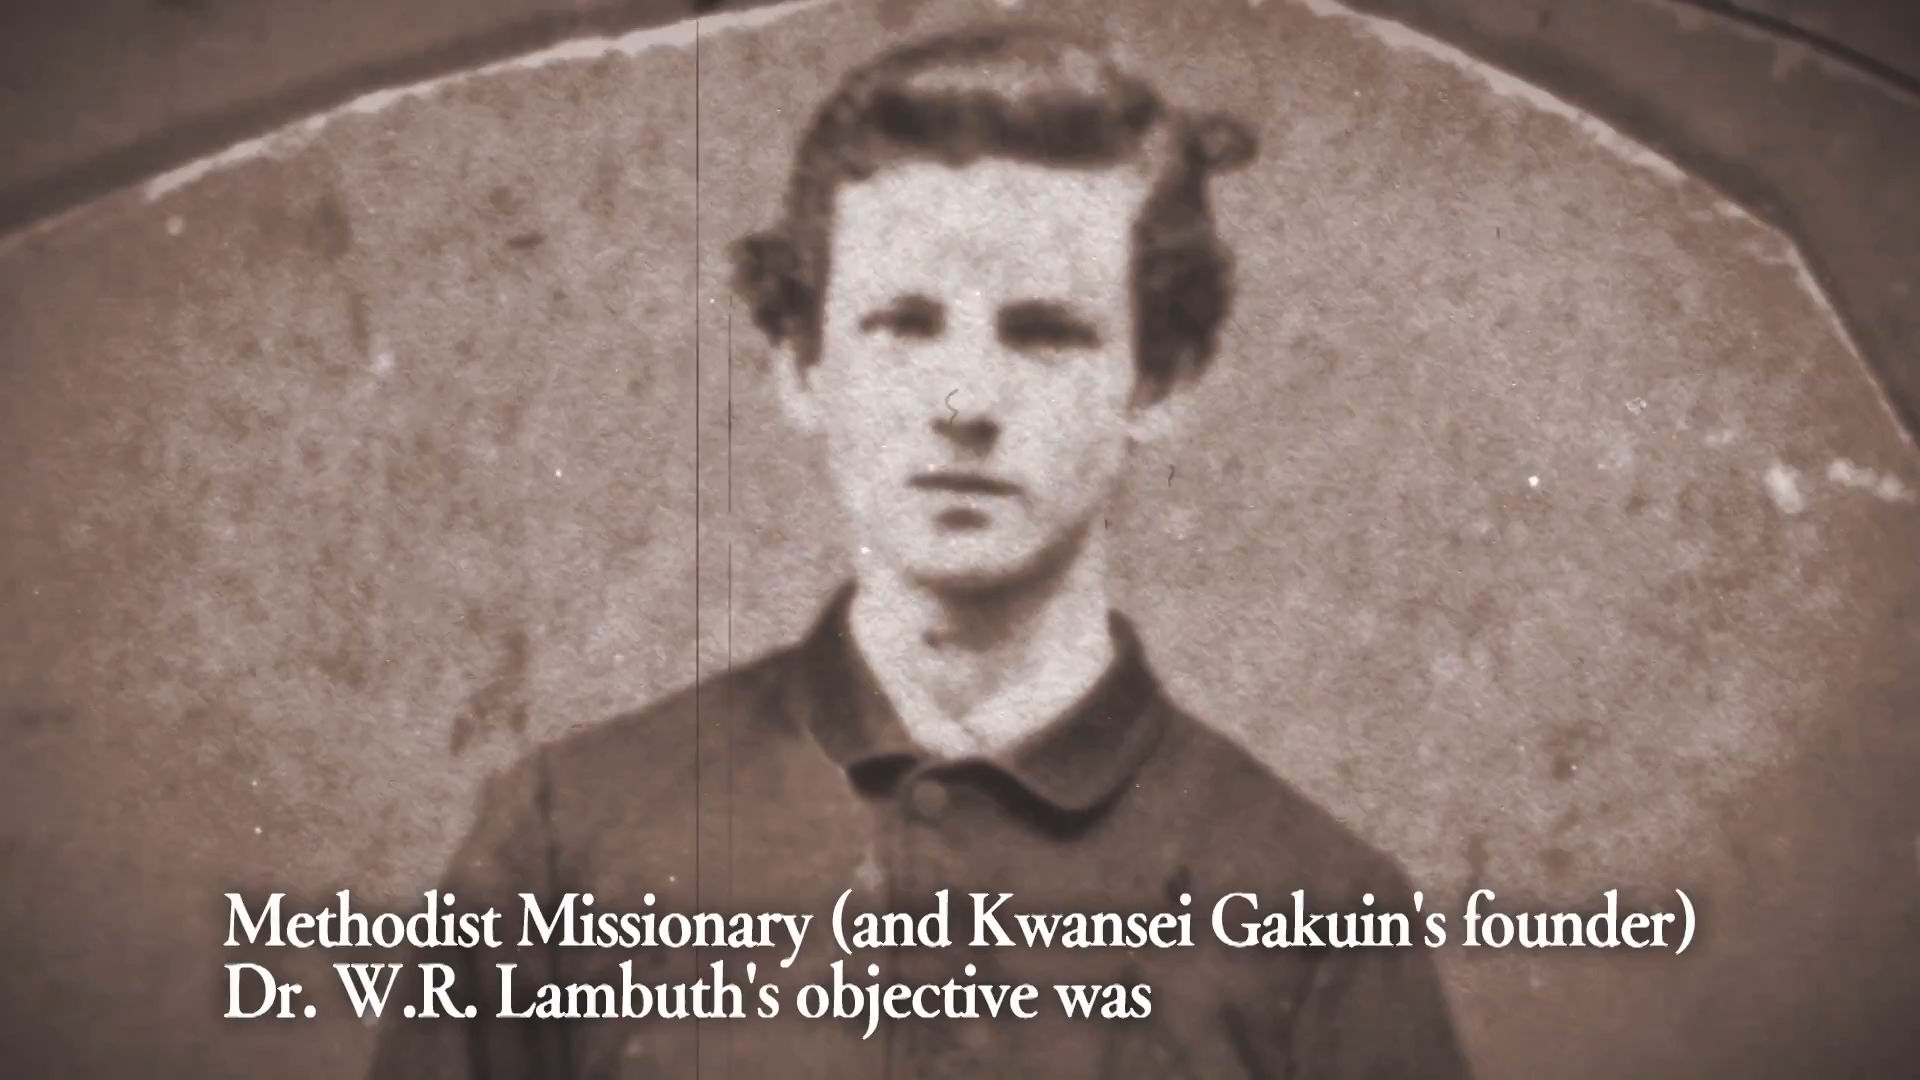 Methodist Missionary (and Kwansei Gakuin's founder)
Dr. W.R. Lambuth's objective was